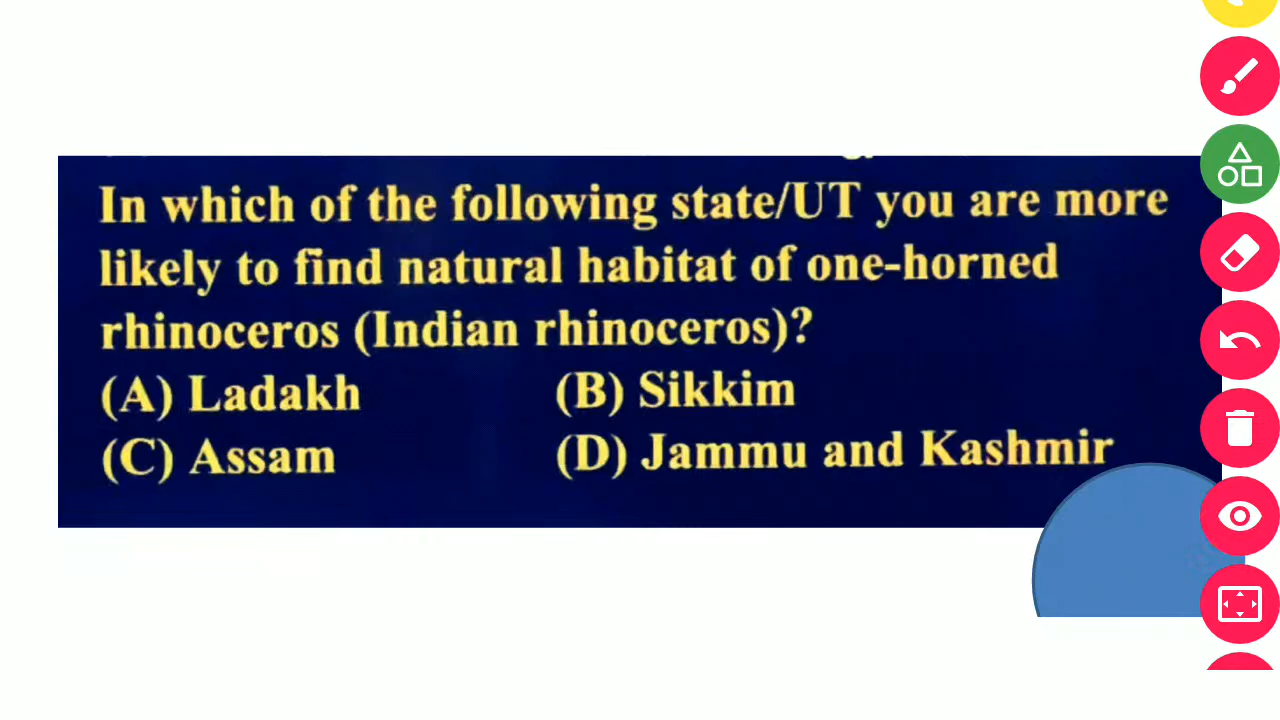 In which of the following state/UT you are more
likely to find natural habitat of one-horned
rhinoceros (Indian rhinoceros)?
(A) Ladakh (B) Sikkim
(C) Assam (D) Jammu and Kashmir